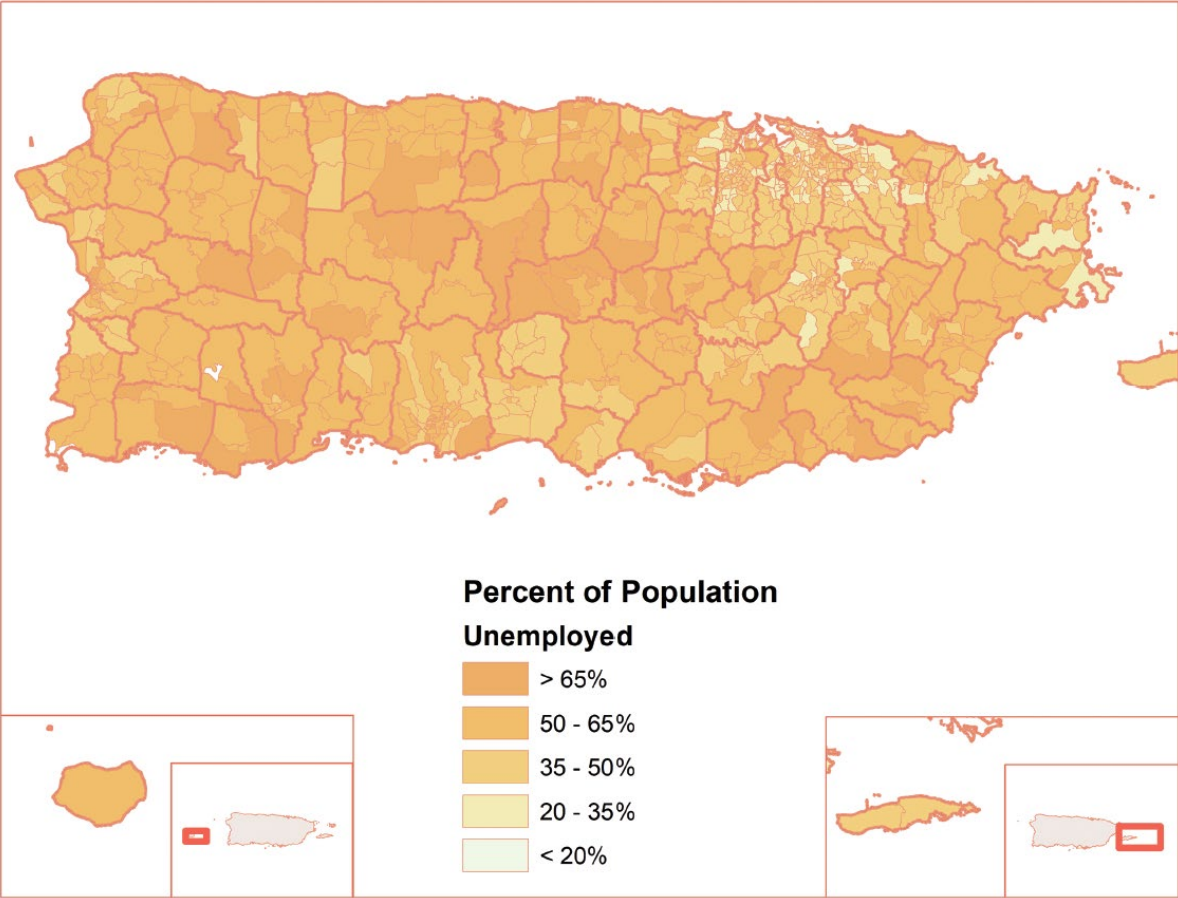 Percent of Population
Unemployed
> 65%
50 - 65%
35 - 50%
20 - 35%
< 20%